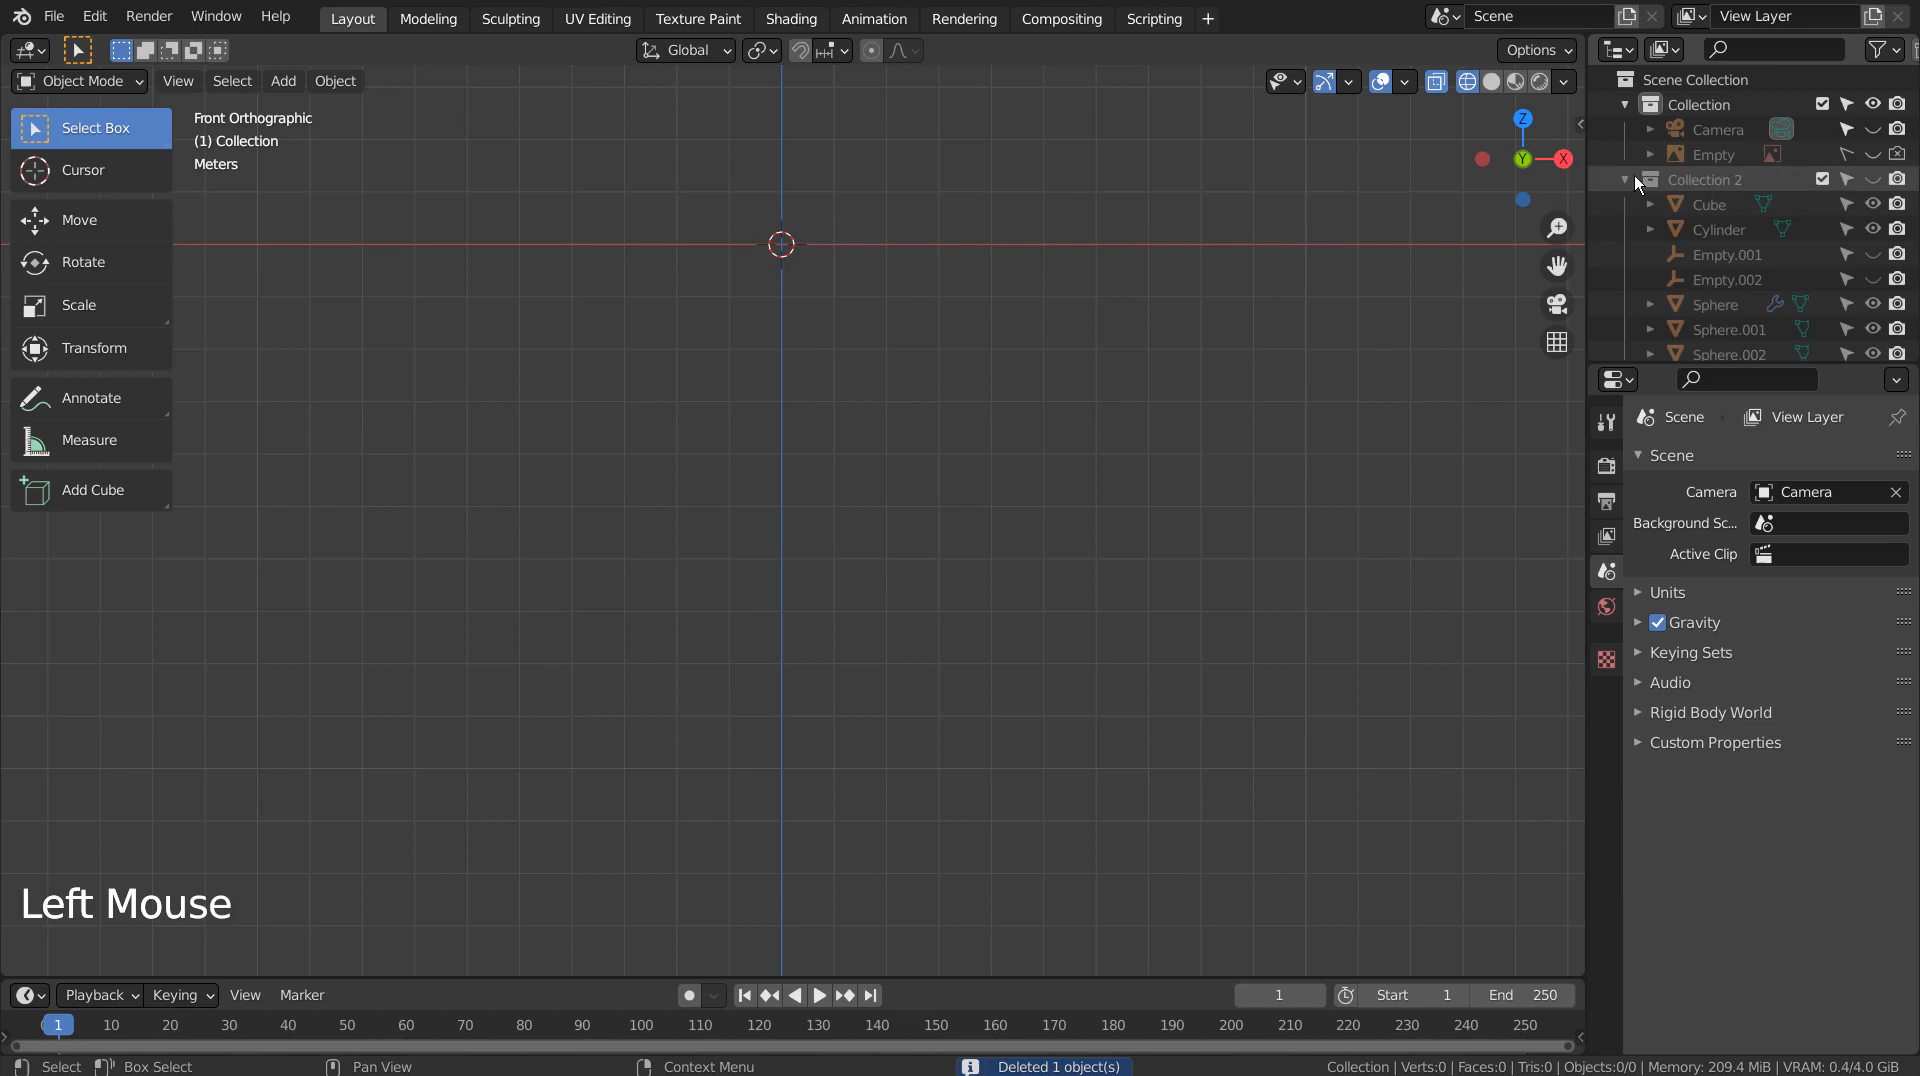 File Edit Render Window Help Layout Modeling Sculpting UV Editing Texture Paint Shading Animation Rendering Compositing Scripting + Scene View Layer
Global Options
Object Mode View Select Add Object
Select Box
Cursor
Move
Rotate
Scale
Transform
Annotate
Measure
Add Cube
Front Orthographic
(1) Collection
Meters
Z
Y
X
Scene Collection
Collection
Camera
Empty
Collection 2
Cube
Cylinder
Empty.001
Empty.002
Sphere
Sphere.001
Sphere.002
Scene View Layer
Scene
Camera Camera
Background Sc...
Active Clip
Units
Gravity
Keying Sets
Audio
Rigid Body World
Custom Properties
Left Mouse
Playback Keying View Marker 1 Start 1 End 250
1 10 20 30 40 50 60 70 80 90 100 110 120 130 140 150 160 170 180 190 200 210 220 230 240 250
Select Box Select Pan View Context Menu Deleted 1 object(s) Collection | Verts:0 | Faces:0 | Tris:0 | Objects:0/0 | Memory: 209.4 MiB | VRAM: 0.4/4.0 GiB